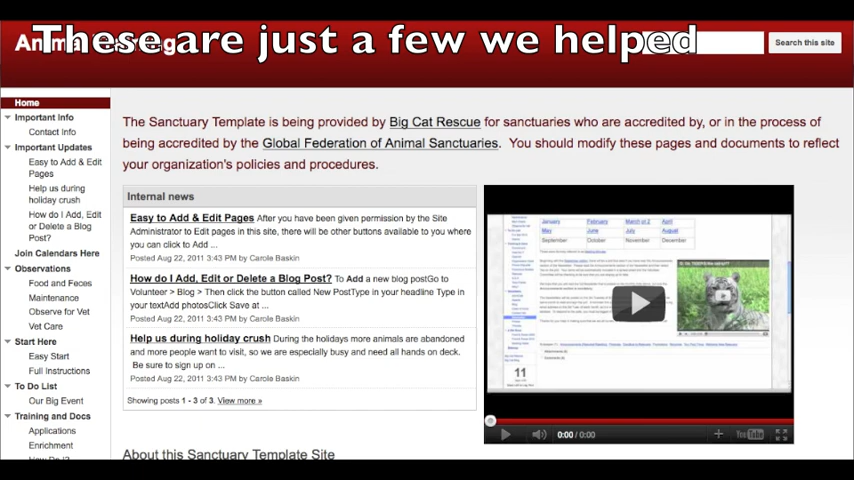 These are just a few we helped
Animal
Search this site
Home
Important Info
Contact Info
Important Updates
Easy to Add & Edit
Pages
Help us during
holiday crush
How do I Add, Edit
or Delete a Blog
Post?
Join Calendars Here
Observations
Food and Feces
Maintenance
Observe for Vet
Vet Care
Start Here
Easy Start
Full Instructions
To Do List
Our Big Event
Training and Docs
Applications
Enrichment
How Do I?
The Sanctuary Template is being provided by Big Cat Rescue for sanctuaries who are accredited by, or in the process of
being accredited by the Global Federation of Animal Sanctuaries. You should modify these pages and documents to reflect
your organization's policies and procedures.
Internal news
Easy to Add & Edit Pages After you have been given permission by the Site
Administrator to Edit pages in this site, there will be other buttons available to you where
you can click to Add ...
Posted Aug 22, 2011 3:43 PM by Carole Baskin
How do I Add, Edit or Delete a Blog Post? To Add a new blog postGo to
Volunteer > Blog > Then click the button called New PostType in your headline Type in
your textAdd photosClick Save at ...
Posted Aug 22, 2011 3:43 PM by Carole Baskin
Help us during holiday crush During the holidays more animals are abandoned
and more people want to visit, so we are especially busy and need all hands on deck.
Be sure to sign up on ...
Posted Aug 22, 2011 3:43 PM by Carole Baskin
Showing posts 1 - 3 of 3. View more »
January February March at 2 April
May June July August
September October November December
11
0:00 / 0:00
YouTube
About this Sanctuary Template Site